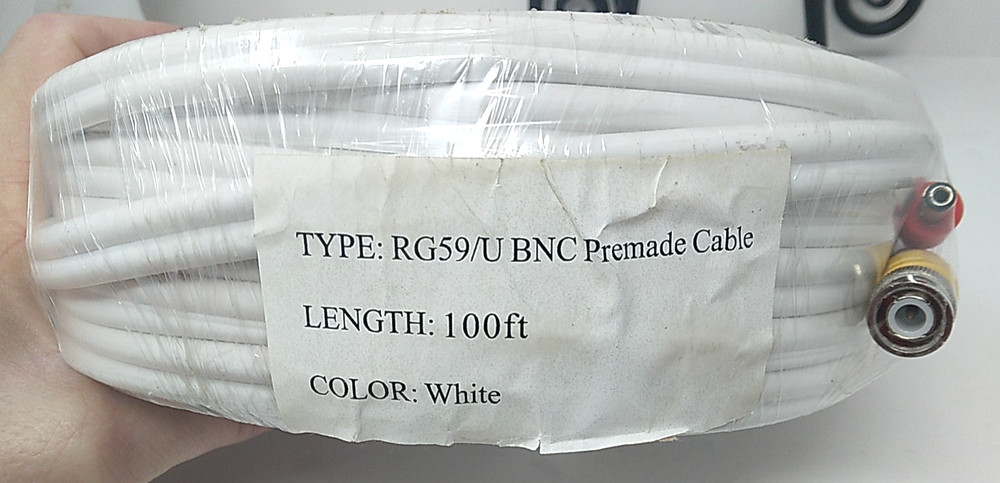 TYPE: RG59/U BNC Premade Cable
LENGTH: 100ft
COLOR: White